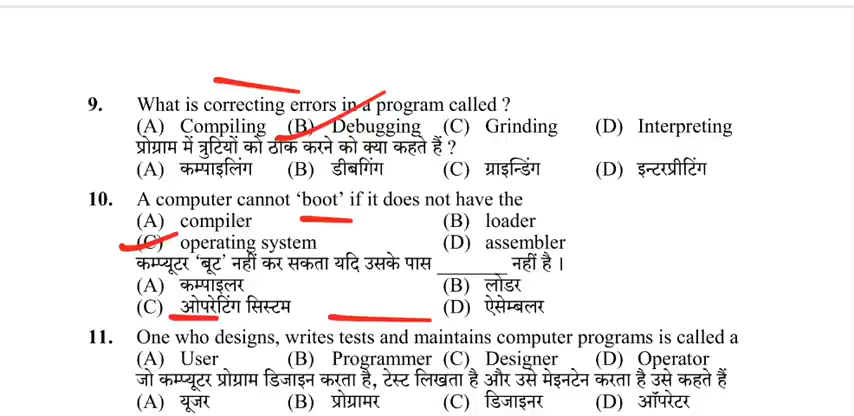 9. What is correcting errors in a program called ?
(A) Compiling (B) Debugging (C) Grinding (D) Interpreting
प्रोग्राम में त्रुटियों को ठीक करने को क्या कहते हैं ?
(A) कम्पाइलिंग (B) डीबगिंग (C) ग्राइन्डिंग (D) इन्टरप्रीटिंग
10. A computer cannot ‘boot’ if it does not have the
(A) compiler (B) loader
(C) operating system (D) assembler
कम्प्यूटर ‘बूट’ नहीं कर सकता यदि उसके पास ________ नहीं है ।
(A) कम्पाइलर (B) लोडर
(C) ओपरेटिंग सिस्टम (D) ऐसेम्बलर
11. One who designs, writes tests and maintains computer programs is called a
(A) User (B) Programmer (C) Designer (D) Operator
जो कम्प्यूटर प्रोग्राम डिजाइन करता है, टेस्ट लिखता है और उसे मेइनटेन करता है उसे कहते हैं
(A) यूजर (B) प्रोग्रामर (C) डिजाइनर (D) ऑपरेटर